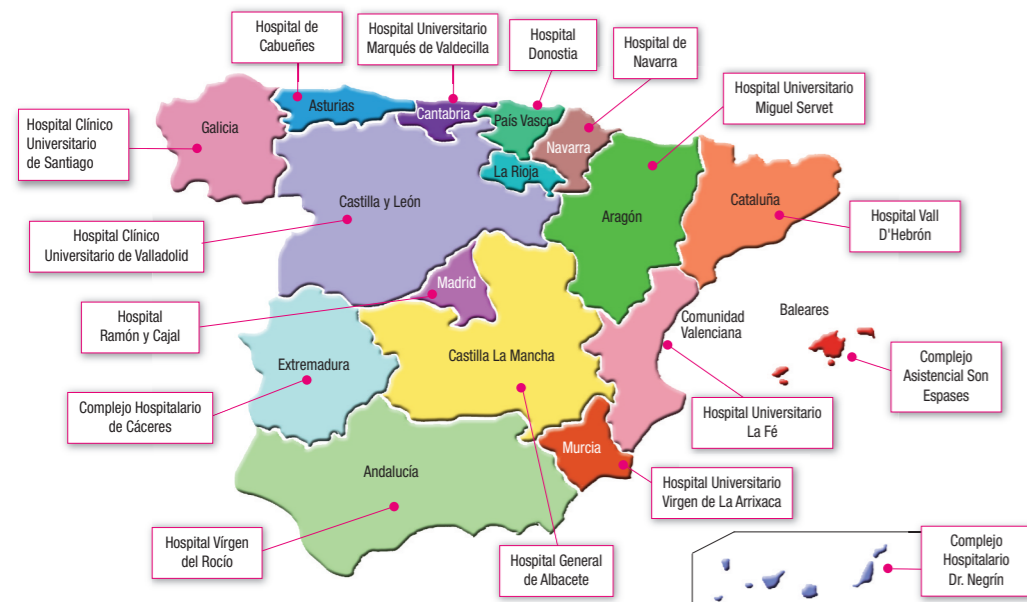 Hospital de
Cabueñes
Hospital Universitario
Marqués de Valdecilla
Hospital
Donostia
Hospital de
Navarra
Hospital Universitario
Miguel Servet
Hospital Clínico
Universitario
de Santiago
Galicia
Asturias
Cantabria
País Vasco
Navarra
La Rioja
Castilla y León
Aragón
Cataluña
Hospital Vall
D'Hebrón
Hospital Clínico
Universitario de Valladolid
Madrid
Hospital
Ramón y Cajal
Comunidad
Valenciana
Baleares
Castilla La Mancha
Extremadura
Complejo
Asistencial Son
Espases
Complejo Hospitalario
de Cáceres
Hospital Universitario
La Fé
Murcia
Andalucía
Hospital Universitario
Virgen de La Arrixaca
Hospital Vírgen
del Rocío
Hospital General
de Albacete
Complejo
Hospitalario
Dr. Negrín